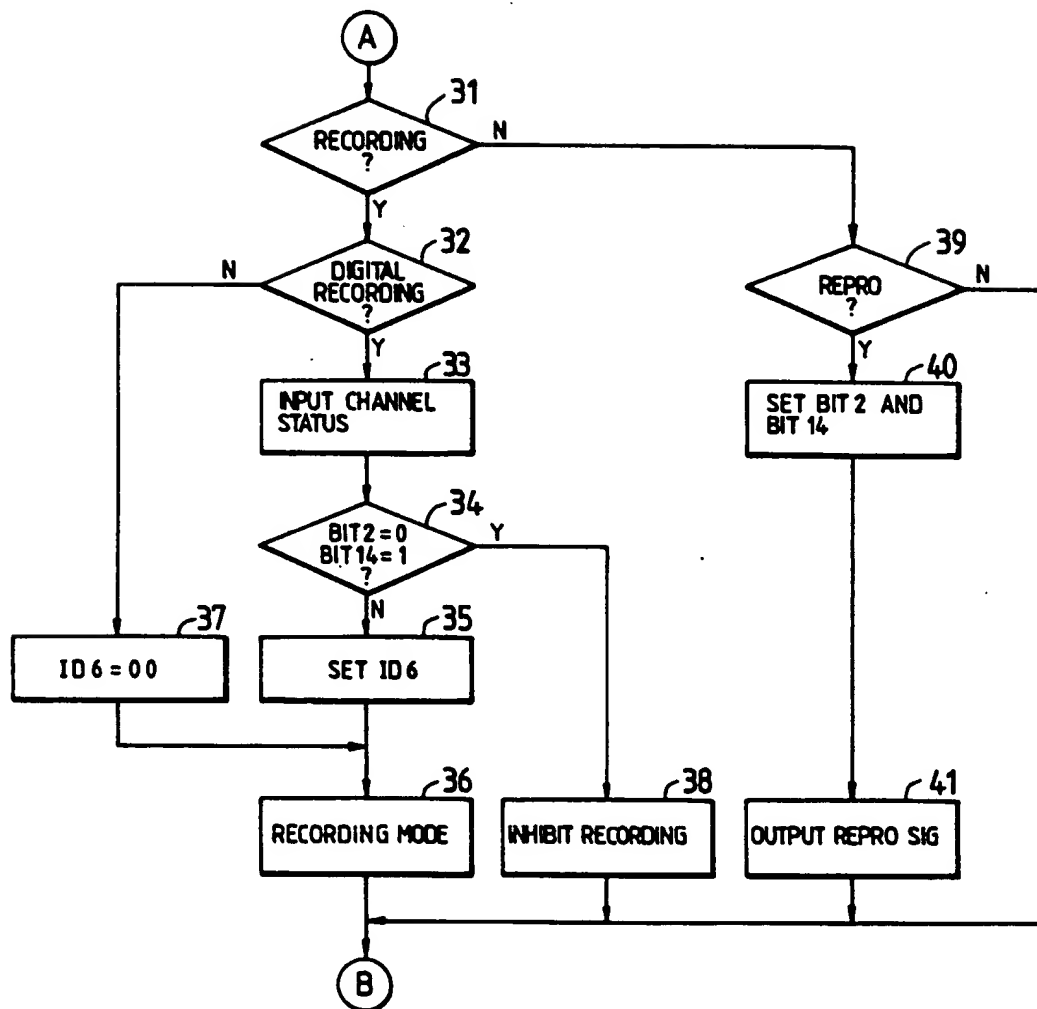 A
31
RECORDING
?
N
Y
32
DIGITAL
RECORDING
?
N
Y
39
REPRO
?
N
Y
33
INPUT CHANNEL
STATUS
40
SET BIT 2 AND
BIT 14
34
BIT 2 = 0
BIT 14 = 1
?
Y
N
37
ID 6 = 0 0
35
SET ID 6
36
RECORDING MODE
38
INHIBIT RECORDING
41
OUTPUT REPRO SIG
B